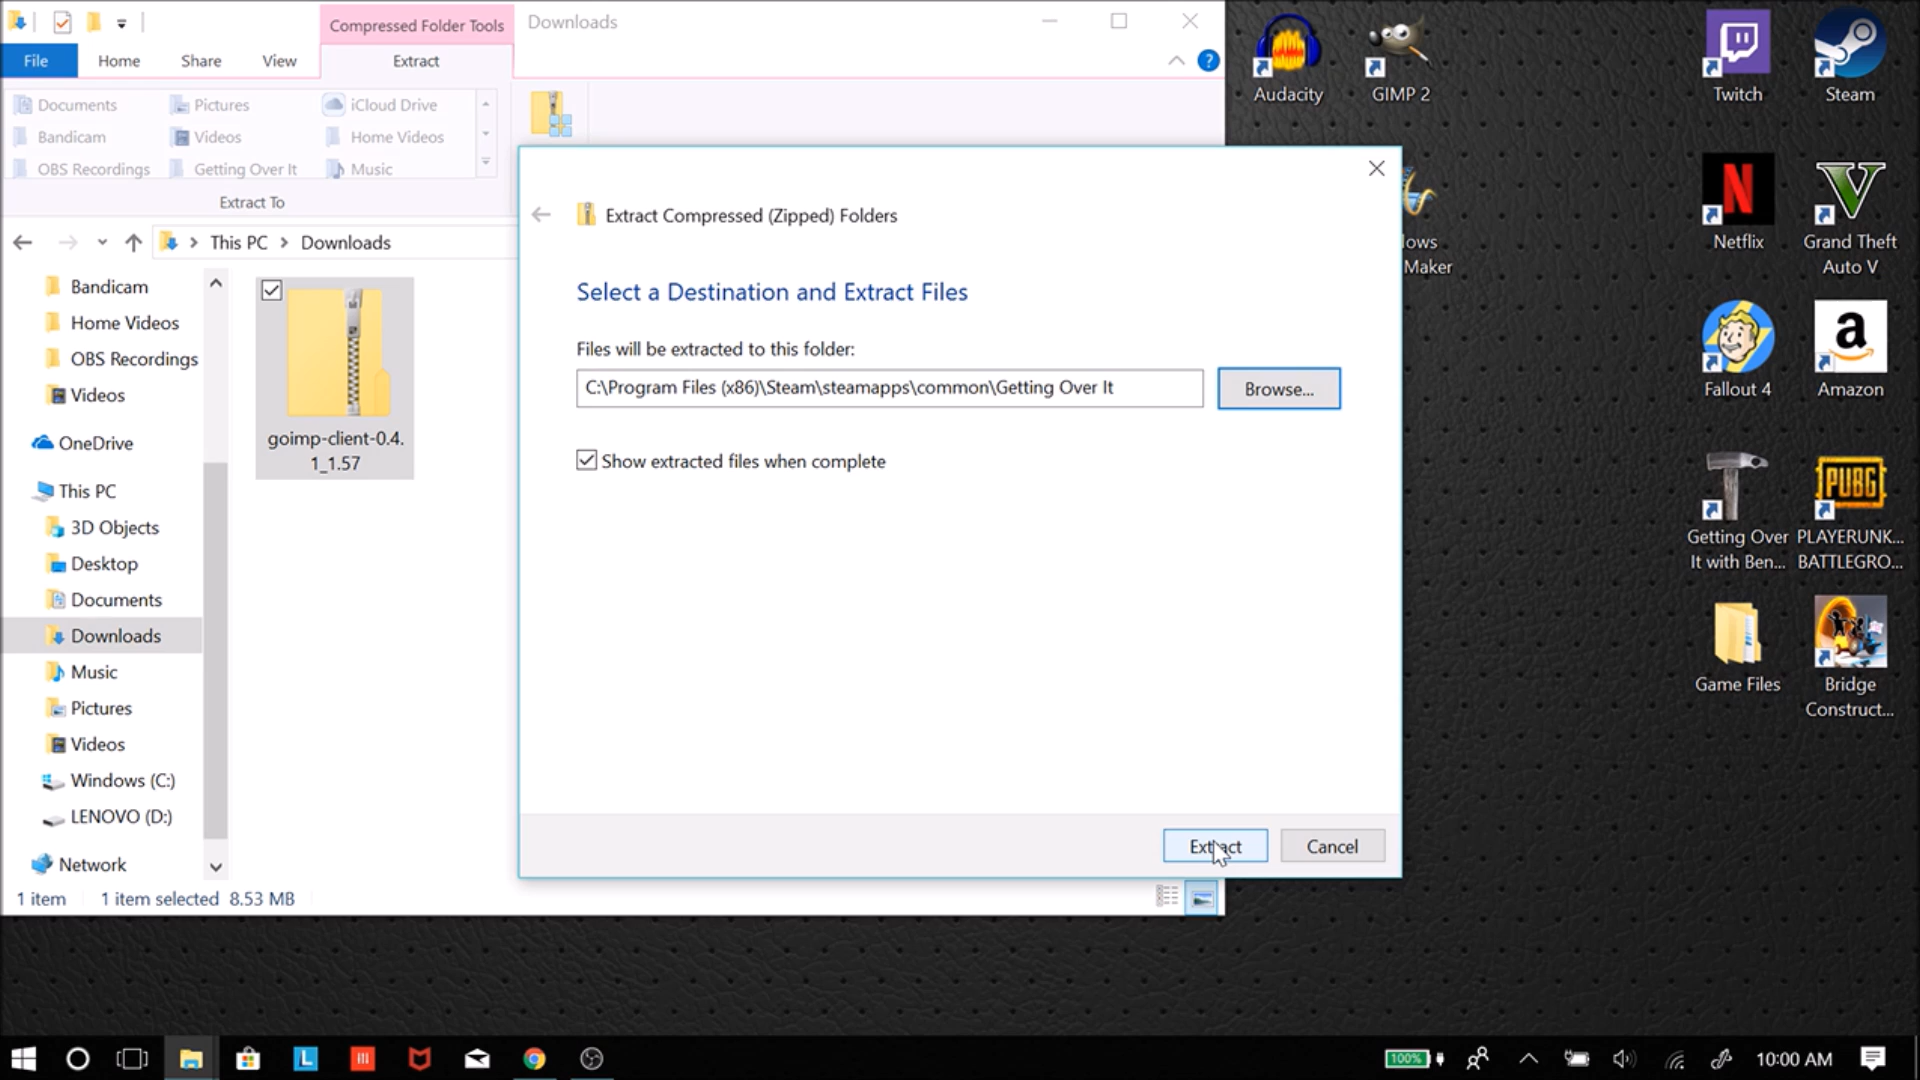 Compressed Folder Tools
Downloads
File
Home
Share
View
Extract
Documents
Pictures
iCloud Drive
Bandicam
Videos
Home Videos
OBS Recordings
Getting Over It
Music
Extract To
This PC
Downloads
Bandicam
Home Videos
OBS Recordings
Videos
OneDrive
This PC
3D Objects
Desktop
Documents
Downloads
Music
Pictures
Videos
Windows (C:)
LENOVO (D:)
Network
goimp-client-0.4.
1_1.57
1 item
1 item selected 8.53 MB
Extract Compressed (Zipped) Folders
Select a Destination and Extract Files
Files will be extracted to this folder:
C:\Program Files (x86)\Steam\steamapps\common\Getting Over It
Browse...
Show extracted files when complete
Extract
Cancel
Audacity
GIMP 2
Twitch
Steam
lows
Maker
Netflix
Grand Theft
Auto V
Fallout 4
a
Amazon
PUBG
Getting Over
It with Ben...
PLAYERUNK...
BATTLEGRO...
Game Files
Bridge
Construct...
L
100%
10:00 AM